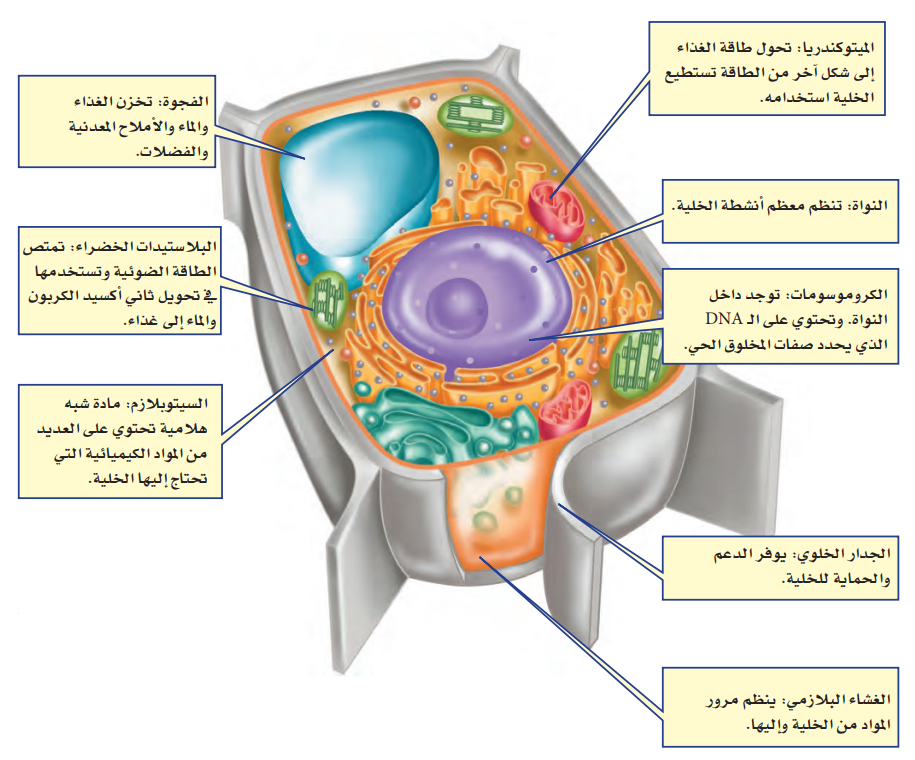 الميتوكندريا: تحول طاقة الغذاء
إلى شكل آخر من الطاقة تستطيع
الخلية استخدامه.
النواة: تنظم معظم أنشطة الخلية.
الكروموسومات: توجد داخل
النواة. وتحتوي على الـ DNA
الذي يحدد صفات المخلوق الحي.
الجدار الخلوي: يوفر الدعم
والحماية للخلية.
الغشاء البلازمي: ينظم مرور
المواد من الخلية وإليها.
الفجوة: تخزن الغذاء
والماء والأملاح المعدنية
والفضلات.
البلاستيدات الخضراء: تمتص
الطاقة الضوئية وتستخدمها
في تحويل ثاني أكسيد الكربون
والماء إلى غذاء.
السيتوبلازم: مادة شبه
هلامية تحتوي على العديد
من المواد الكيميائية التي
تحتاج إليها الخلية.